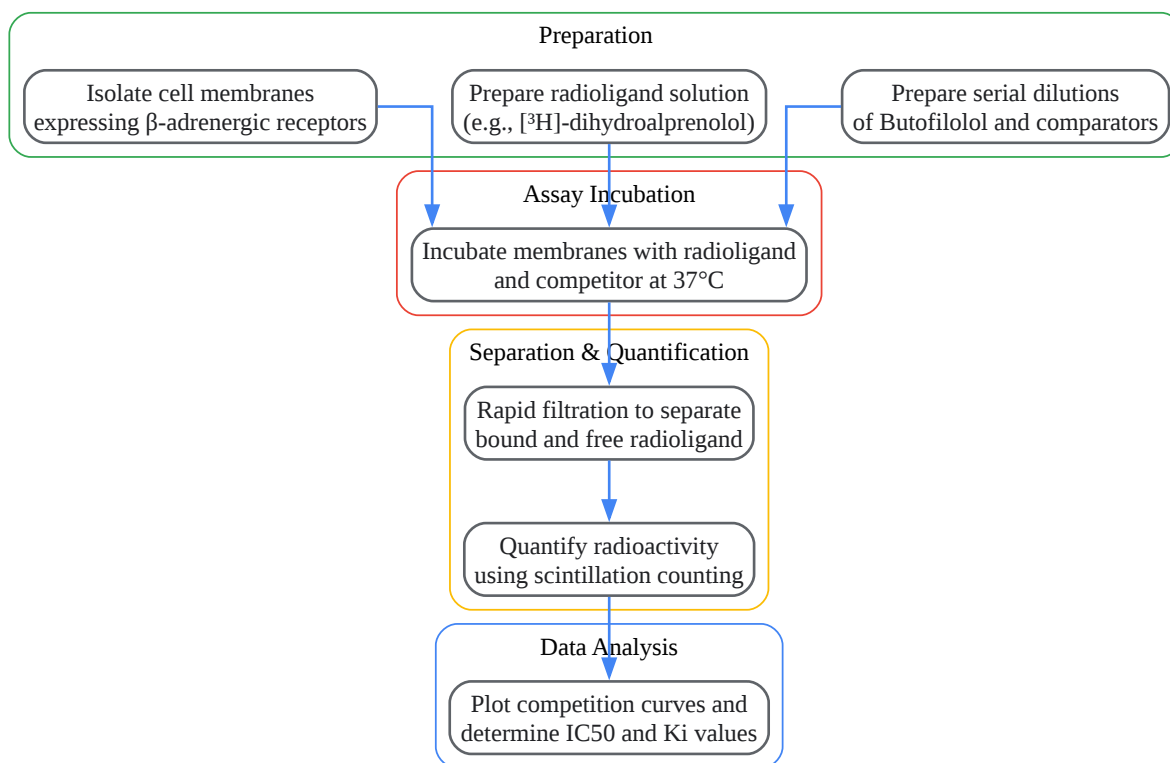 Preparation
Isolate cell membranes
expressing β-adrenergic receptors
Prepare radioligand solution
(e.g., [³H]-dihydroalprenolol)
Prepare serial dilutions
of Butofilolol and comparators
Assay Incubation
Incubate membranes with radioligand
and competitor at 37°C
Separation & Quantification
Rapid filtration to separate
bound and free radioligand
Quantify radioactivity
using scintillation counting
Data Analysis
Plot competition curves and
determine IC50 and Ki values